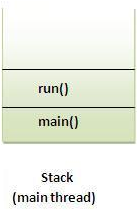 run()
main()
Stack
(main thread)